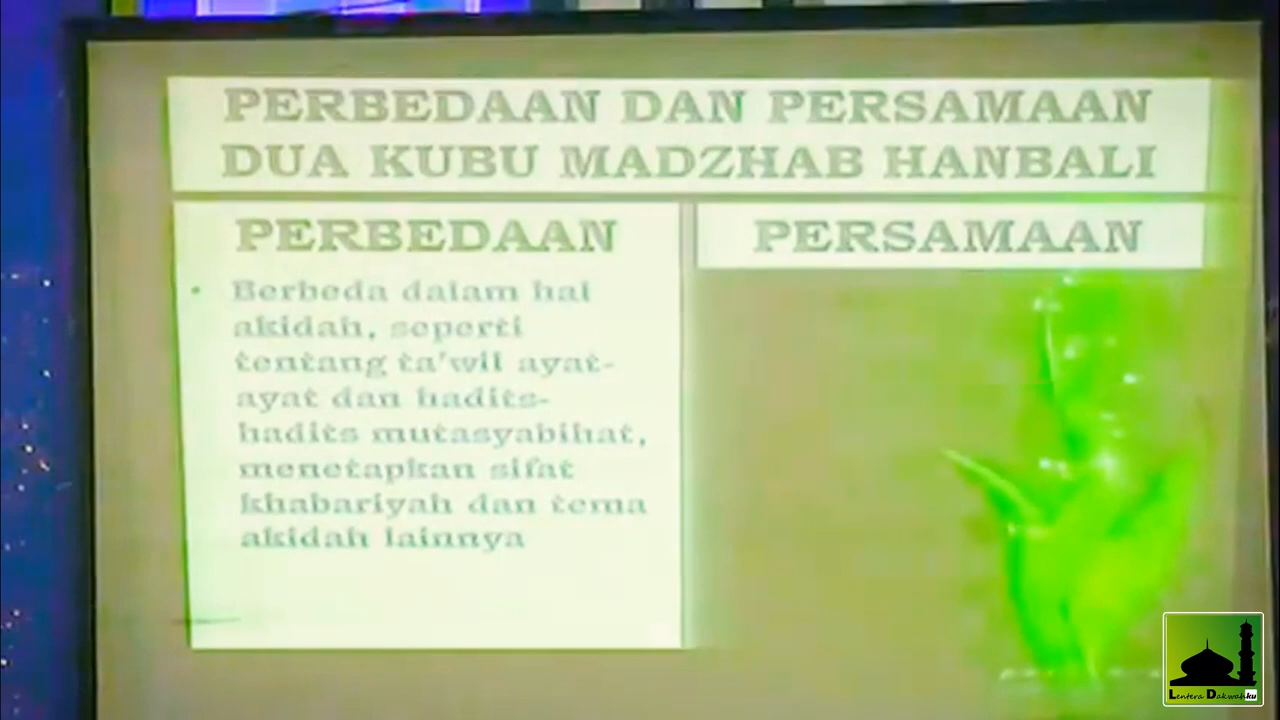 PERBEDAAN DAN PERSAMAAN
DUA KUBU MADZHAB HANBALI
PERBEDAAN
• Berbeda dalam hal
akidah, seperti
tentang ta'wil ayat-
ayat dan hadits-
hadits mutasyabihat,
menetapkan sifat
khabariyah dan tema
akidah lainnya
PERSAMAAN
Lentera Dakwahku